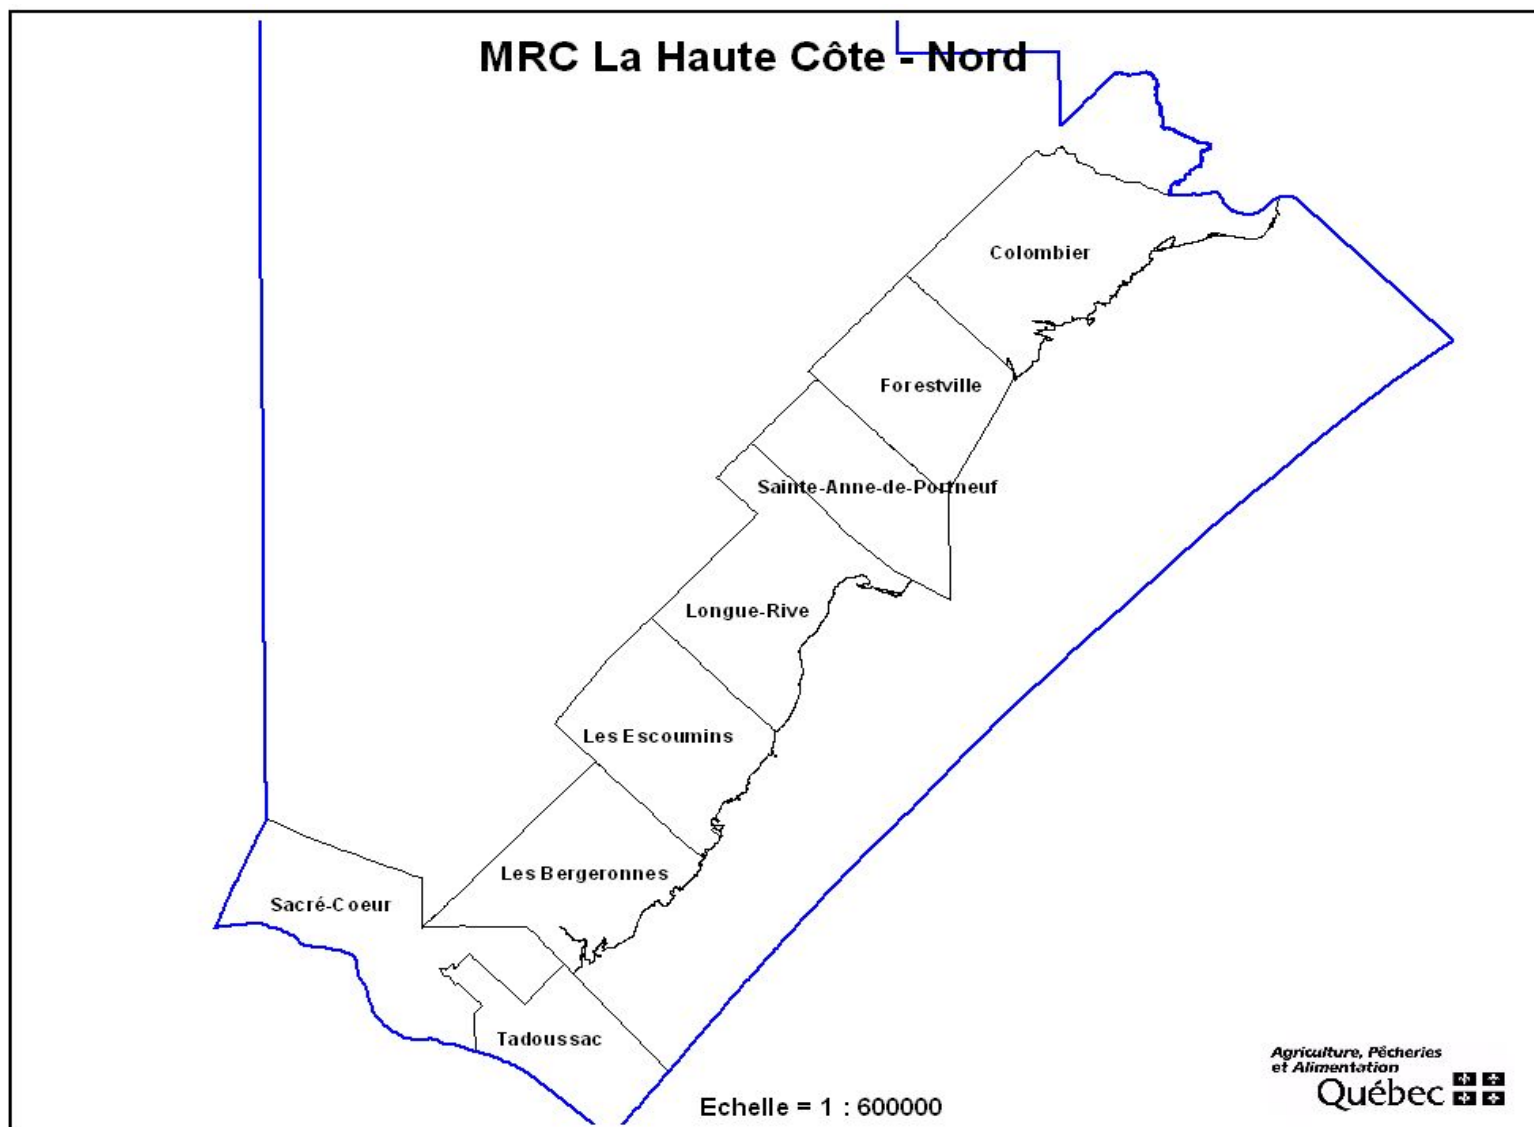 MRC La Haute Côte - Nord
Colombier
Forestville
Sainte-Anne-de-Portneuf
Longue-Rive
Les Escoumins
Les Bergeronnes
Sacré-Coeur
Tadoussac
Echelle = 1 : 600000
Agriculture, Pêcheries
et Alimentation
Québec